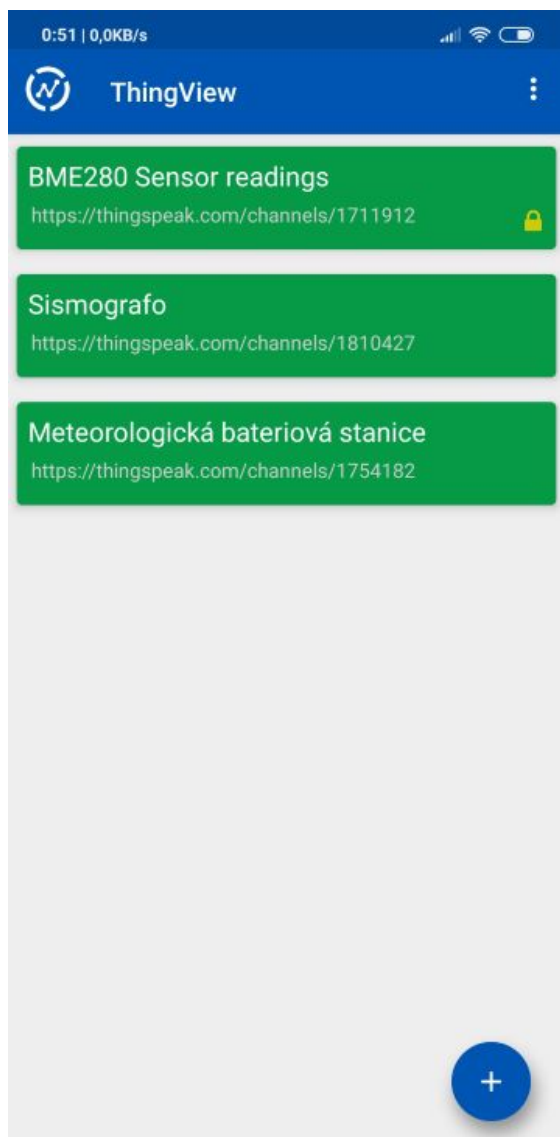 0:51 | 0,0KB/s
ThingView
BME280 Sensor readings
https://thingspeak.com/channels/1711912
Sismografo
https://thingspeak.com/channels/1810427
Meteorologická bateriová stanice
https://thingspeak.com/channels/1754182
+